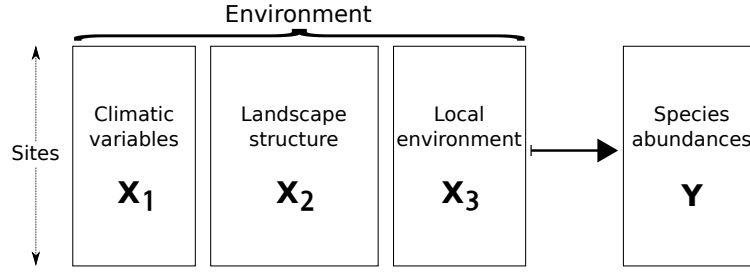 Environment
Climatic
variables
X1
Landscape
structure
X2
Local
environment
X3
Species
abundances
Y
Sites